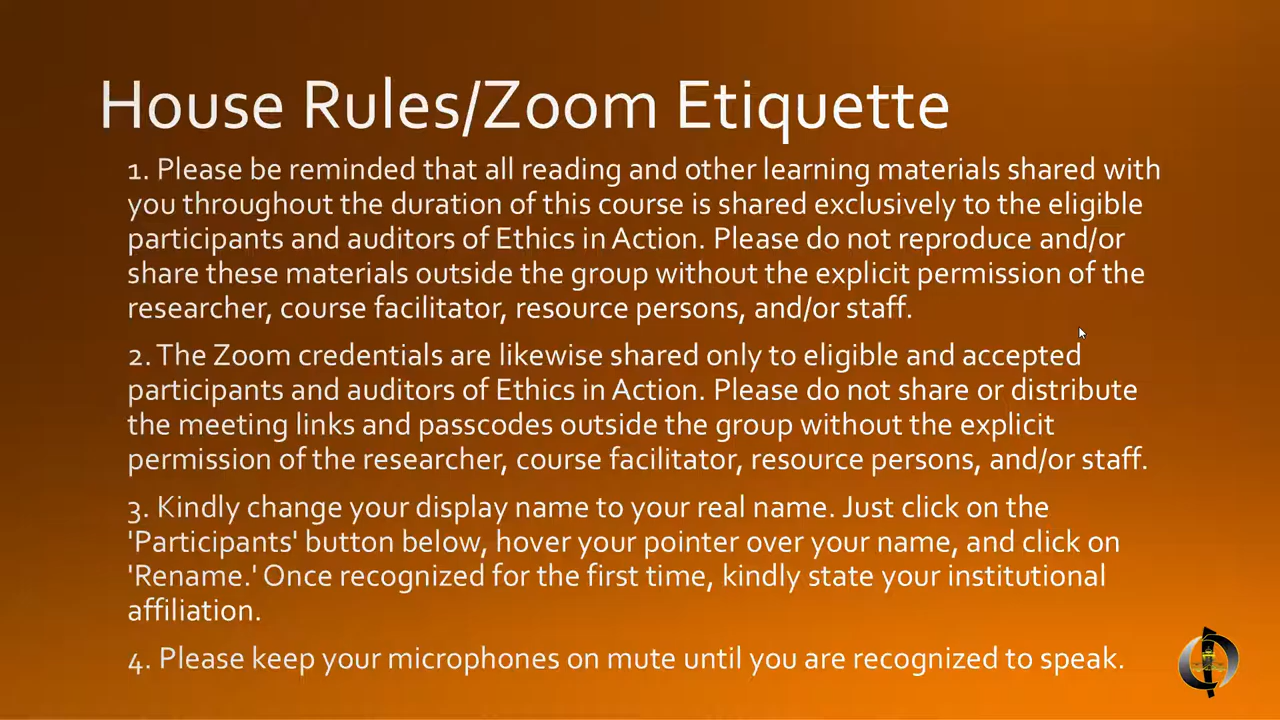 House Rules/Zoom Etiquette
1. Please be reminded that all reading and other learning materials shared with
you throughout the duration of this course is shared exclusively to the eligible
participants and auditors of Ethics in Action. Please do not reproduce and/or
share these materials outside the group without the explicit permission of the
researcher, course facilitator, resource persons, and/or staff.
2. The Zoom credentials are likewise shared only to eligible and accepted
participants and auditors of Ethics in Action. Please do not share or distribute
the meeting links and passcodes outside the group without the explicit
permission of the researcher, course facilitator, resource persons, and/or staff.
3. Kindly change your display name to your real name. Just click on the
'Participants' button below, hover your pointer over your name, and click on
'Rename.' Once recognized for the first time, kindly state your institutional
affiliation.
4. Please keep your microphones on mute until you are recognized to speak.